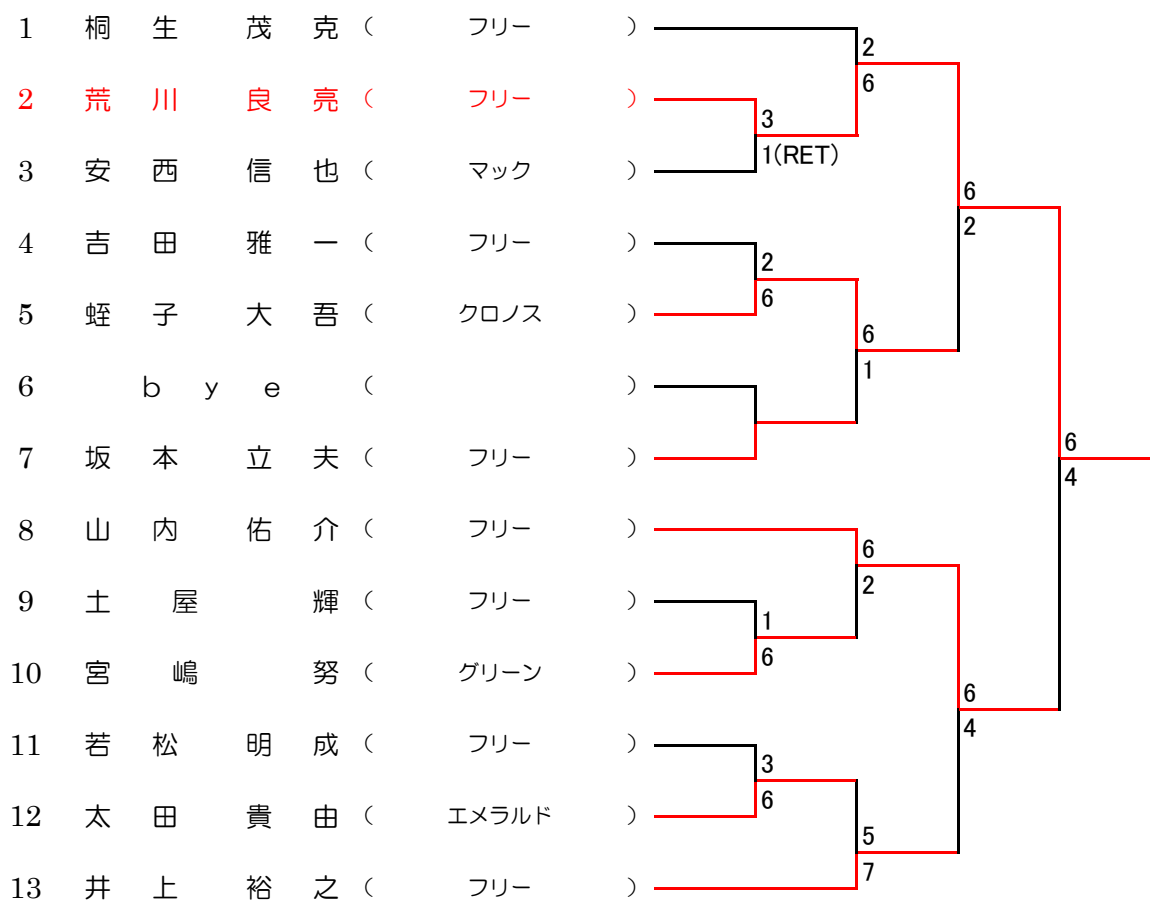 1 桐生 茂克 ( フリー ) 2
6
2 荒川 良亮 ( フリー ) 3
1(RET)
3 安西 信也 ( マック ) 6
2
4 吉田 雅一 ( フリー ) 2
6
5 蛭子 大吾 ( クロノス ) 6
1
6 bye ( )
7 坂本 立夫 ( フリー ) 6
4
8 山内 佑介 ( フリー ) 6
2
9 土屋 輝 ( フリー ) 1
6
10 宮嶋 努 ( グリーン ) 6
4
11 若松 明成 ( フリー ) 3
6
12 太田 貴由 ( エメラルド ) 5
7
13 井上 裕之 ( フリー )